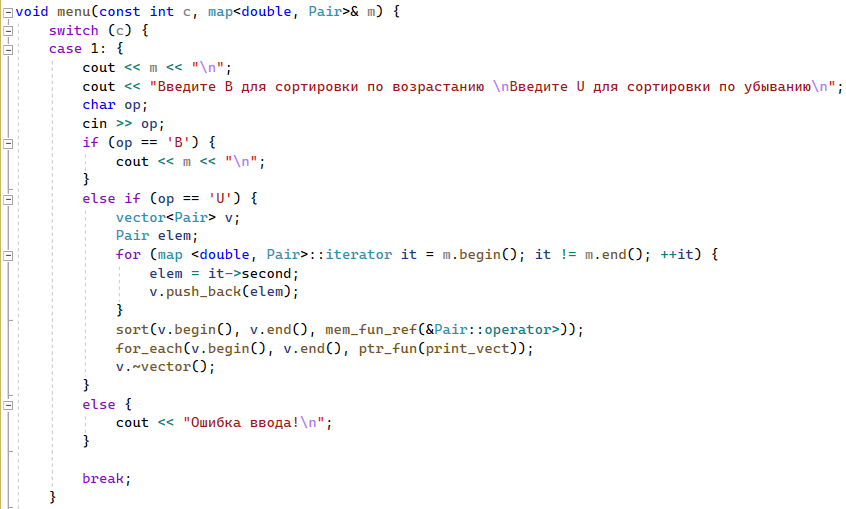 void menu(const int c, map<double, Pair>& m) {
    switch (c) {
    case 1: {
        cout << m << "\n";
        cout << "Введите B для сортировки по возрастанию \nВведите U для сортировки по убыванию\n";
        char op;
        cin >> op;
        if (op == 'B') {
            cout << m << "\n";
        }
        else if (op == 'U') {
            vector<Pair> v;
            Pair elem;
            for (map <double, Pair>::iterator it = m.begin(); it != m.end(); ++it) {
                elem = it->second;
                v.push_back(elem);
            }
            sort(v.begin(), v.end(), mem_fun_ref(&Pair::operator>));
            for_each(v.begin(), v.end(), ptr_fun(print_vect));
            v.~vector();
        }
        else {
            cout << "Ошибка ввода!\n";
        }

        break;
    }